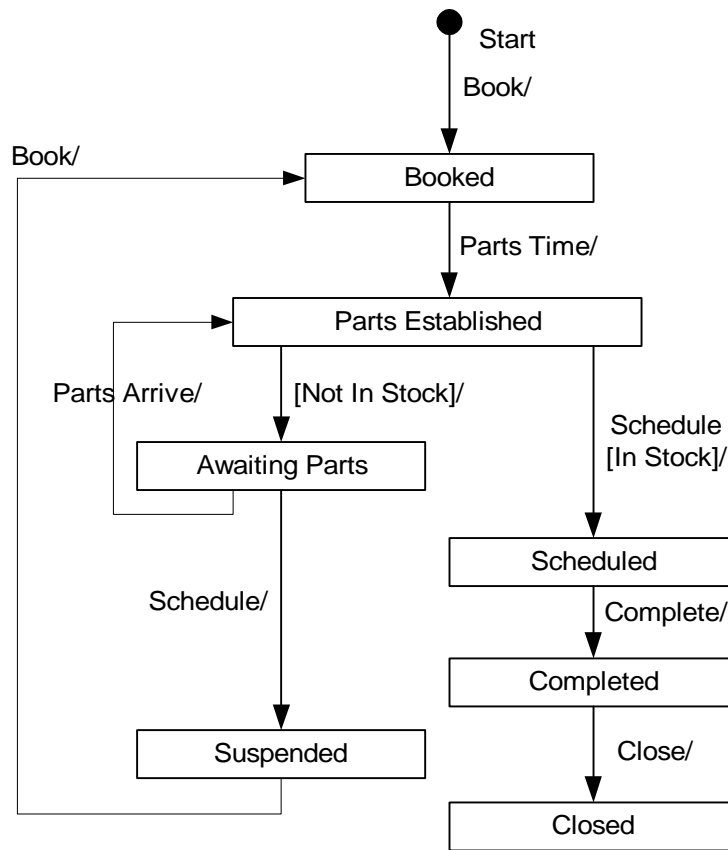 Start
Book/
Book/
Booked
Parts Time/
Parts Established
Parts Arrive/
[Not In Stock]/
Schedule
[In Stock]/
Awaiting Parts
Scheduled
Schedule/
Complete/
Completed
Suspended
Close/
Closed